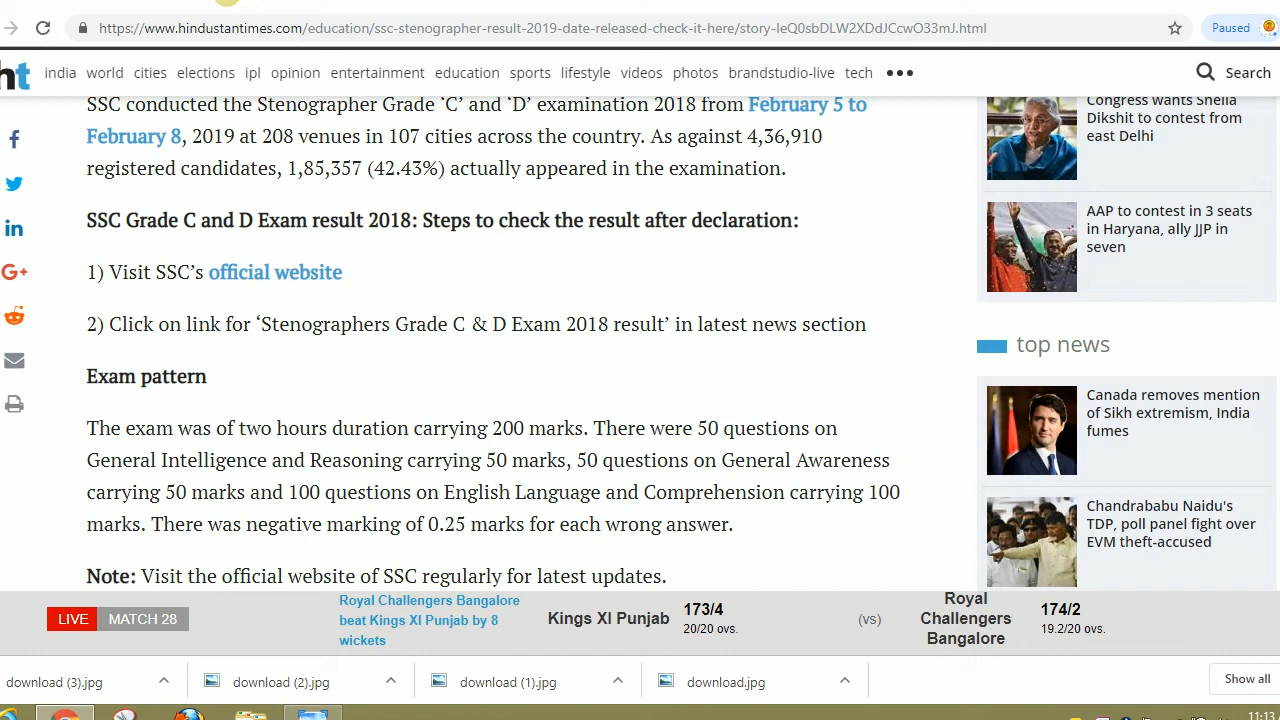 https://www.hindustantimes.com/education/ssc-stenographer-result-2019-date-released-check-it-here/story-leQ0sbDLW2XDdJCcwO33mJ.html
Paused
ht
india world cities elections ipl opinion entertainment education sports lifestyle videos photos brandstudio-live tech
Search
SSC conducted the Stenographer Grade ‘C’ and ‘D’ examination 2018 from February 5 to
February 8, 2019 at 208 venues in 107 cities across the country. As against 4,36,910
registered candidates, 1,85,357 (42.43%) actually appeared in the examination.
SSC Grade C and D Exam result 2018: Steps to check the result after declaration:
1) Visit SSC’s official website
2) Click on link for ‘Stenographers Grade C & D Exam 2018 result’ in latest news section
Exam pattern
The exam was of two hours duration carrying 200 marks. There were 50 questions on
General Intelligence and Reasoning carrying 50 marks, 50 questions on General Awareness
carrying 50 marks and 100 questions on English Language and Comprehension carrying 100
marks. There was negative marking of 0.25 marks for each wrong answer.
Note: Visit the official website of SSC regularly for latest updates.
Congress wants Sheila
Dikshit to contest from
east Delhi
AAP to contest in 3 seats
in Haryana, ally JJP in
seven
top news
Canada removes mention
of Sikh extremism, India
fumes
Chandrababu Naidu's
TDP, poll panel fight over
EVM theft-accused
LIVE MATCH 28
Royal Challengers Bangalore
beat Kings XI Punjab by 8
wickets
Kings XI Punjab
173/4
20/20 ovs.
(vs)
Royal
Challengers
Bangalore
174/2
19.2/20 ovs.
download (3).jpg
download (2).jpg
download (1).jpg
download.jpg
Show all
11:13